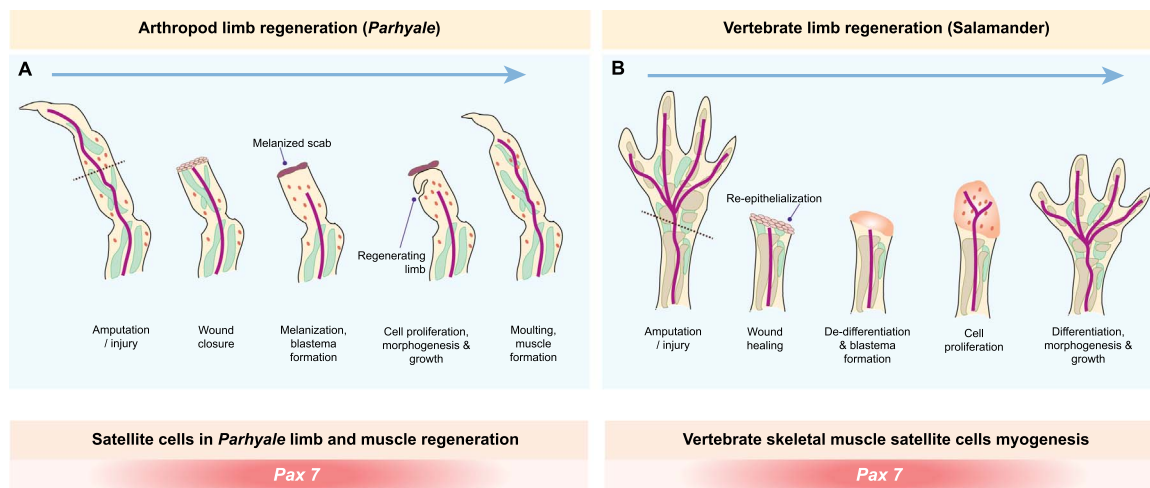 Arthropod limb regeneration (Parhyale)
A
Melanized scab
Regenerating
limb
Amputation
/ injury
Wound
closure
Melanization,
blastema
formation
Cell proliferation,
morphogenesis &
growth
Moulting,
muscle
formation
Vertebrate limb regeneration (Salamander)
B
Re-epithelialization
Amputation
/ injury
Wound
healing
De-differentiation
& blastema
formation
Cell
proliferation
Differentiation,
morphogenesis &
growth
Satellite cells in Parhyale limb and muscle regeneration
Pax 7
Vertebrate skeletal muscle satellite cells myogenesis
Pax 7